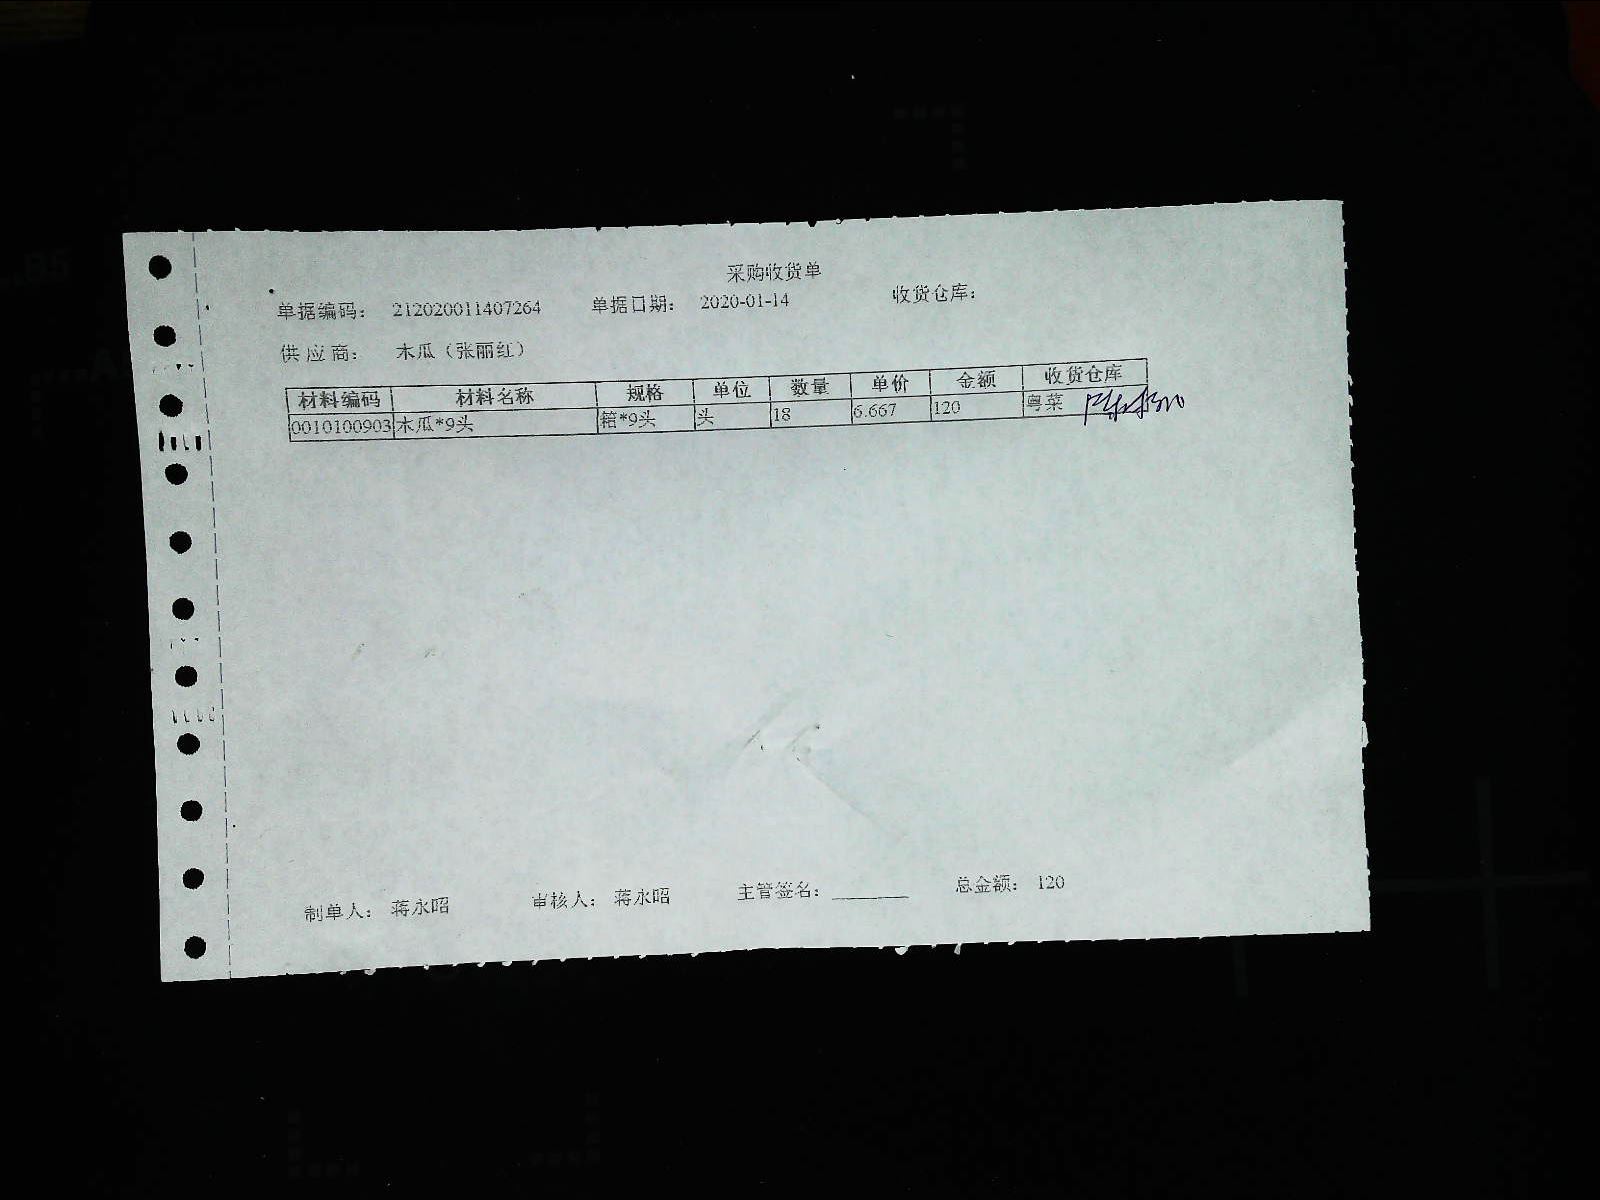 采购收货单
单据编码： 212020011407264 单据日期： 2020-01-14 收货仓库：
供应商： 木瓜（张丽红）
材料编码 材料名称 规格 单位 数量 单价 金额 收货仓库
0010100903 木瓜*9头 箱*9头 头 18 6.667 120 粤菜
制单人： 蒋永昭 审核人： 蒋永昭 主管签名： 总金额： 120